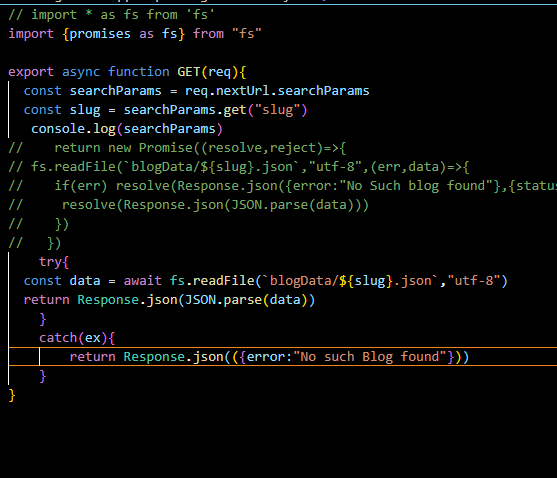 // import * as fs from 'fs'
import {promises as fs} from "fs"
export async function GET(req){
const searchParams = req.nextUrl.searchParams
const slug = searchParams.get("slug")
console.log(searchParams)
// return new Promise((resolve,reject)=>{
// fs.readFile(`blogData/${slug}.json`,"utf-8",(err,data)=>{
// if(err) resolve(Response.json({error:"No Such blog found"},{status
// resolve(Response.json(JSON.parse(data)))
// })
// })
try{
const data = await fs.readFile(`blogData/${slug}.json`,"utf-8")
return Response.json(JSON.parse(data))
}
catch(ex){
return Response.json(({error:"No such Blog found"}))
}
}